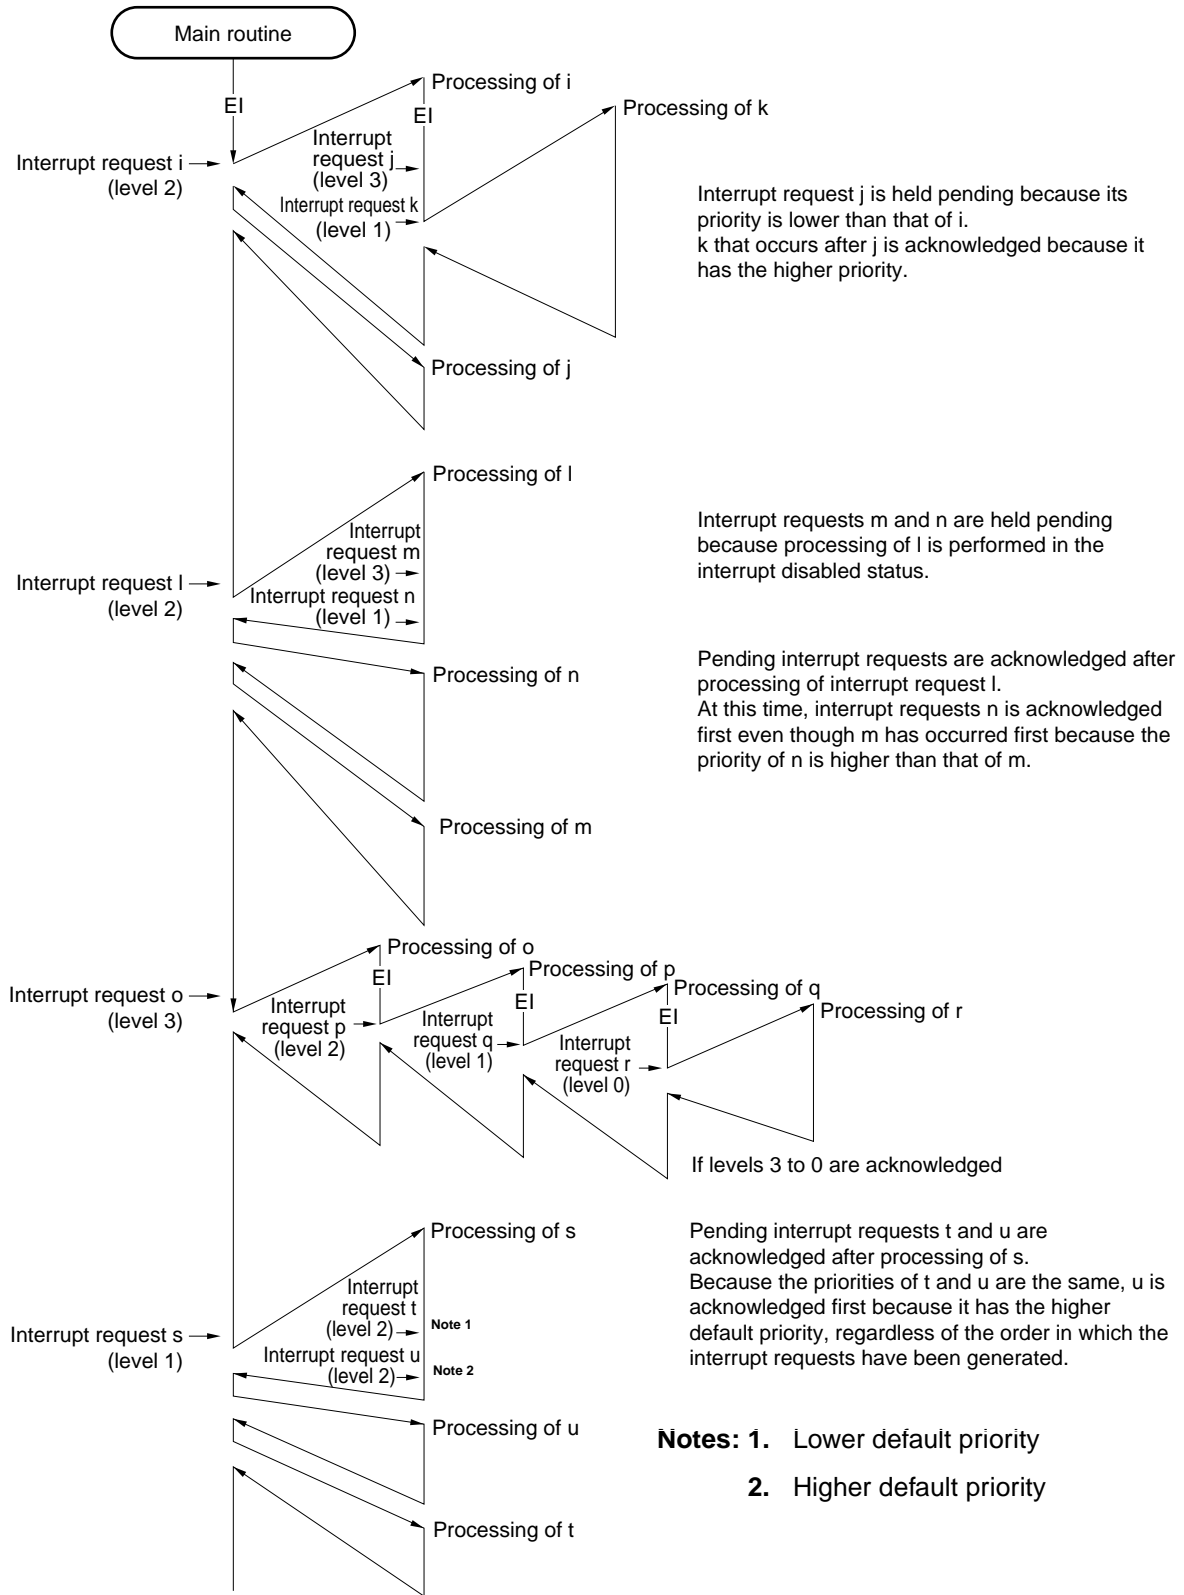 Main routine
EI
Processing of i
EI
Processing of k
Interrupt request i
(level 2)
Interrupt
request j
(level 3)
Interrupt request k
(level 1)
Interrupt request j is held pending because its
priority is lower than that of i.
k that occurs after j is acknowledged because it
has the higher priority.
Processing of j
Processing of l
Interrupt request l
(level 2)
Interrupt
request m
(level 3)
Interrupt request n
(level 1)
Interrupt requests m and n are held pending
because processing of l is performed in the
interrupt disabled status.
Processing of n
Pending interrupt requests are acknowledged after
processing of interrupt request l.
At this time, interrupt requests n is acknowledged
first even though m has occurred first because the
priority of n is higher than that of m.
Processing of m
Processing of o
Processing of p
Processing of q
Processing of r
Interrupt request o
(level 3)
EI
Interrupt
request p
(level 2)
EI
Interrupt
request q
(level 1)
EI
Interrupt
request r
(level 0)
If levels 3 to 0 are acknowledged
Processing of s
Interrupt request s
(level 1)
Interrupt
request t
(level 2)
Note 1
Interrupt request u
(level 2)
Note 2
Pending interrupt requests t and u are
acknowledged after processing of s.
Because the priorities of t and u are the same, u is
acknowledged first because it has the higher
default priority, regardless of the order in which the
interrupt requests have been generated.
Processing of u
Notes: 1. Lower default priority
2. Higher default priority
Processing of t